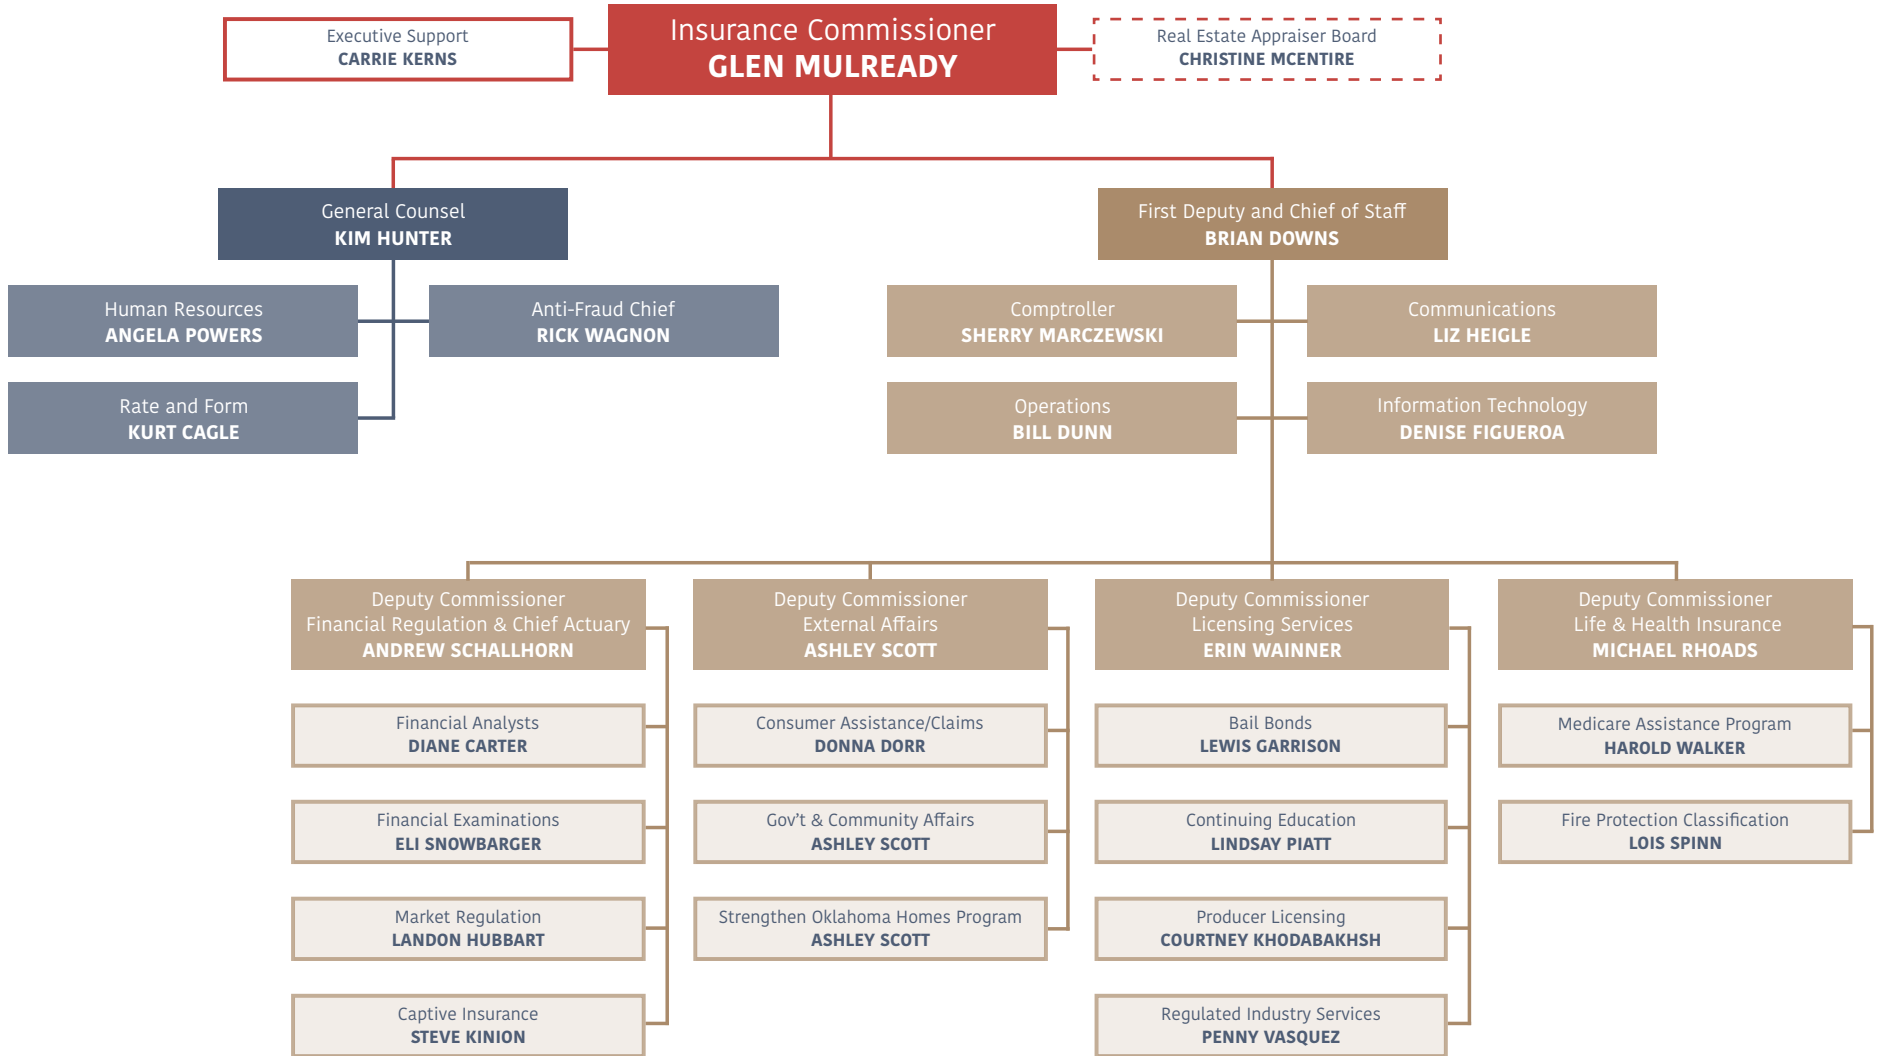 Executive Support
CARRIE KERNS
Insurance Commissioner
GLEN MULREADY
Real Estate Appraiser Board
CHRISTINE MCENTIRE
General Counsel
KIM HUNTER
First Deputy and Chief of Staff
BRIAN DOWNS
Human Resources
ANGELA POWERS
Anti-Fraud Chief
RICK WAGNON
Comptroller
SHERRY MARCZEWSKI
Communications
LIZ HEIGLE
Rate and Form
KURT CAGLE
Operations
BILL DUNN
Information Technology
DENISE FIGUEROA
Deputy Commissioner
Financial Regulation & Chief Actuary
ANDREW SCHALLHORN
Financial Analysts
DIANE CARTER
Financial Examinations
ELI SNOWBARGER
Market Regulation
LANDON HUBBART
Captive Insurance
STEVE KINION
Deputy Commissioner
External Affairs
ASHLEY SCOTT
Consumer Assistance/Claims
DONNA DORR
Gov’t & Community Affairs
ASHLEY SCOTT
Strengthen Oklahoma Homes Program
ASHLEY SCOTT
Deputy Commissioner
Licensing Services
ERIN WAINNER
Bail Bonds
LEWIS GARRISON
Continuing Education
LINDSAY PIATT
Producer Licensing
COURTNEY KHODABAKHSH
Regulated Industry Services
PENNY VASQUEZ
Deputy Commissioner
Life & Health Insurance
MICHAEL RHOADS
Medicare Assistance Program
HAROLD WALKER
Fire Protection Classification
LOIS SPINN